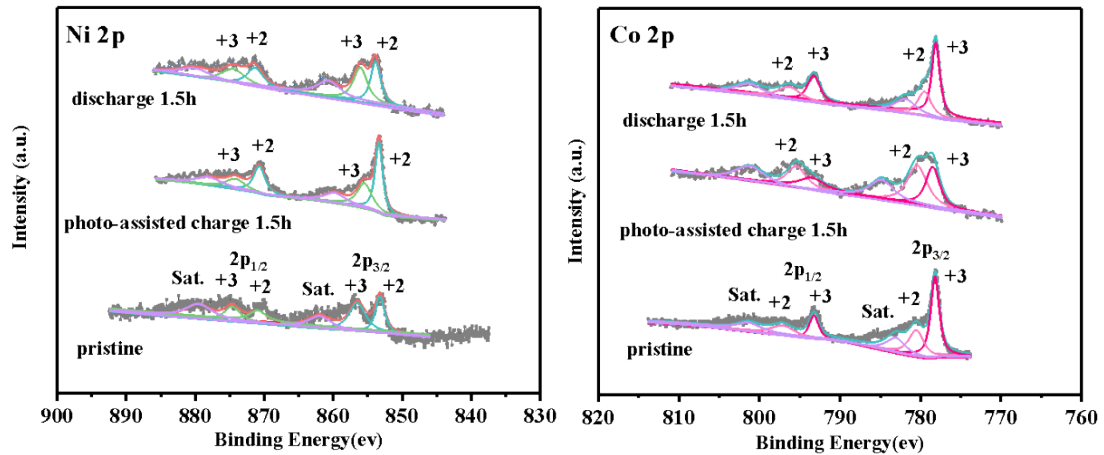 Ni 2p
+3
+2
+3
+2
discharge 1.5h
+3
+2
+3
+2
photo-assisted charge 1.5h
2p1/2
2p3/2
Sat.
+3
+2
Sat.
+3
+2
pristine
Intensity (a.u.)
900 890 880 870 860 850 840 830
Binding Energy(ev)
Co 2p
+2
+3
+2
+3
discharge 1.5h
+2
+3
+2
+3
photo-assisted charge 1.5h
2p1/2
2p3/2
Sat.
+2
+3
Sat.
+2
+3
pristine
Intensity (a.u.)
820 810 800 790 780 770 760
Binding Energy(ev)